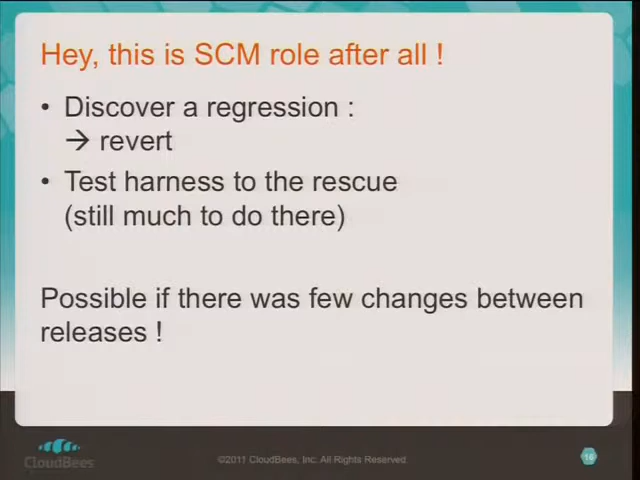 Hey, this is SCM role after all !
• Discover a regression :
→ revert
• Test harness to the rescue
(still much to do there)
Possible if there was few changes between
releases !
CloudBees
©2011 CloudBees, Inc. All Rights Reserved.